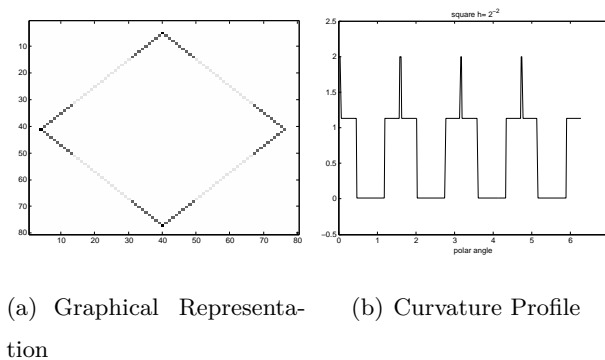 square h= 2⁻²
10
20
30
40
50
60
70
80
10 20 30 40 50 60 70 80
2.5
2
1.5
1
0.5
0
−0.5
0 1 2 3 4 5 6
polar angle
(a) Graphical Representa-
tion
(b) Curvature Profile